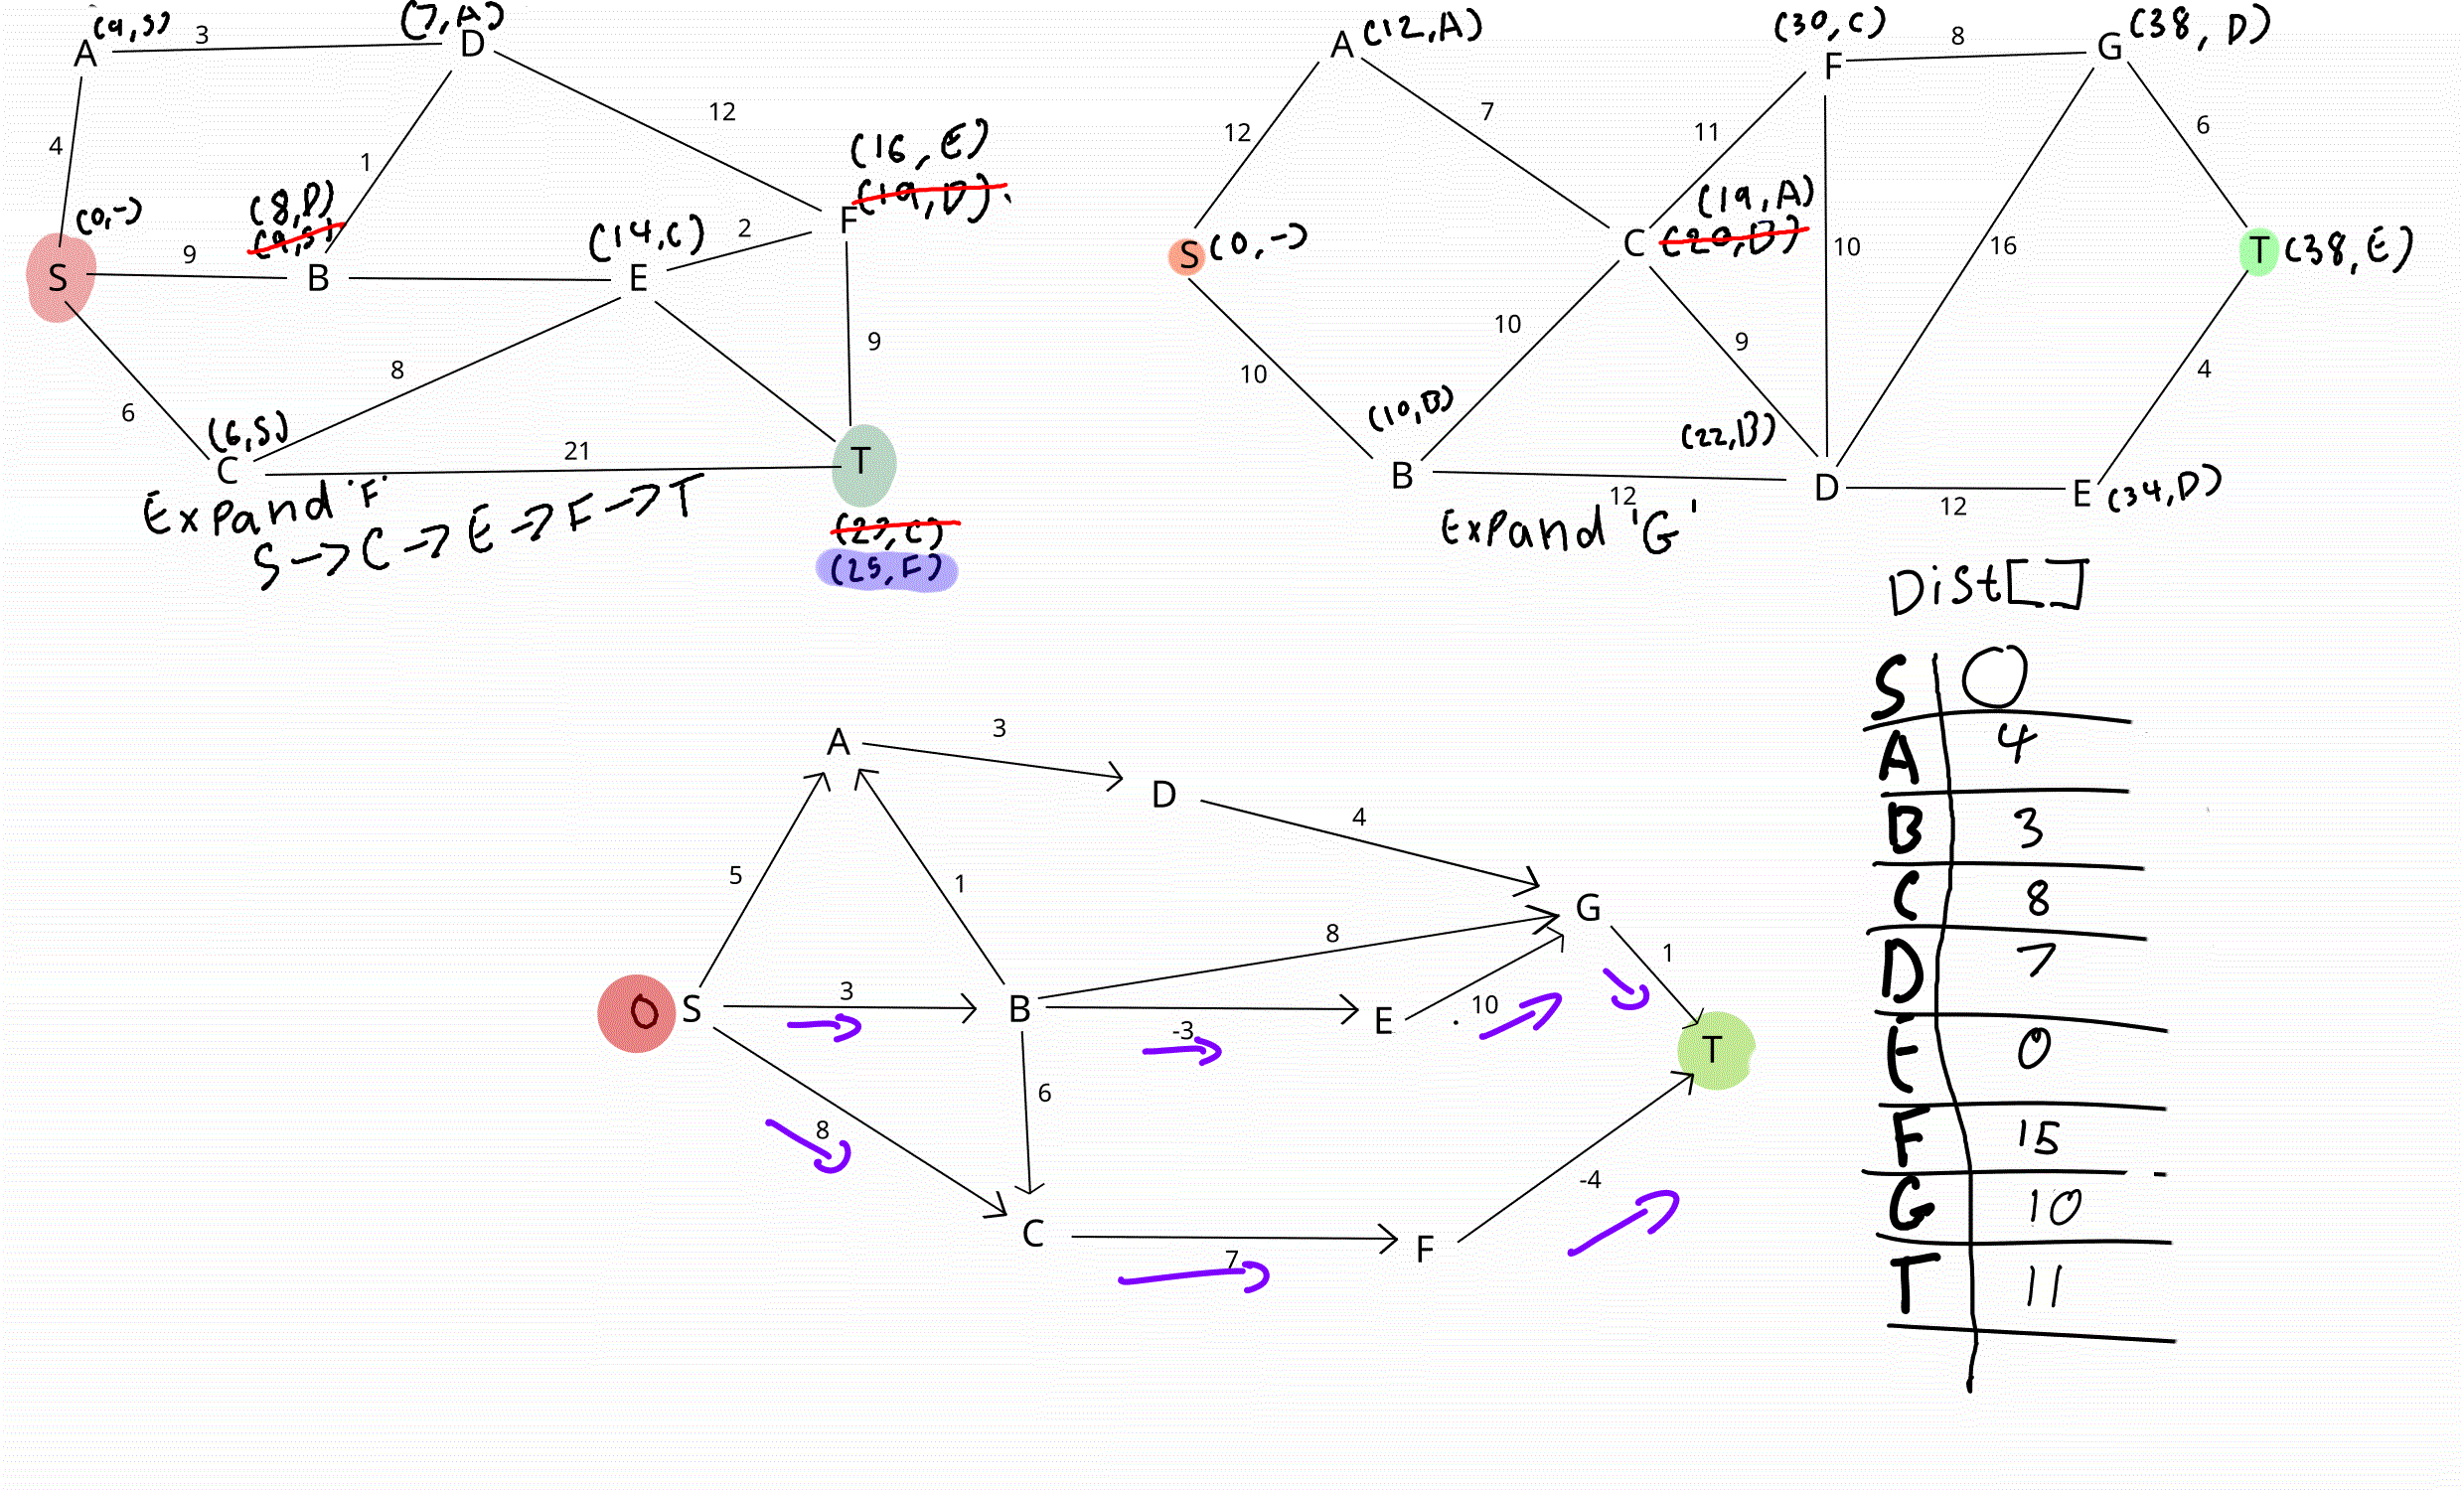 A (4,S) 3 (7,A) D
4 1 12
(16,E)
(19,D)
F
(0,-) (8,D)
(9,S)
S 9 B (14,C) E 2
8 9
6 (6,S)
C 21 T
(27,C)
(25,F)
Expand 'F'
S->C->E->F->T
A (12,A) (30,C) F 8 G (38, D)
12 7 11 6
(19,A)
S (0,-) C (20,B) 10 16 T (38,E)
10 10 9 4
(10,B) (22,B)
B 12 D 12 E (34,D)
Expand 'G'
Dist[]
S 0
A 4
B 3
C 8
D 7
E 0
F 15
G 10
T 11
A 3 D
4
5 1 G
8 1
0 S 3 B -3 E 10 T
6
8
-4
C 7 F